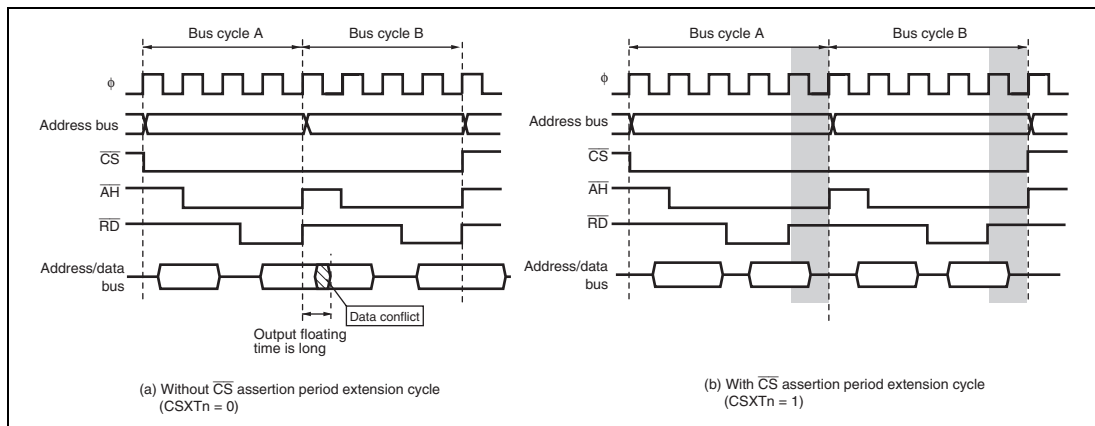 Bus cycle A
Bus cycle B
ϕ
Address bus
CS
AH
RD
Address/data
bus
Data conflict
Output floating
time is long
(a) Without CS assertion period extension cycle
(CSXTn = 0)
Bus cycle A
Bus cycle B
ϕ
Address bus
CS
AH
RD
Address/data
bus
(b) With CS assertion period extension cycle
(CSXTn = 1)